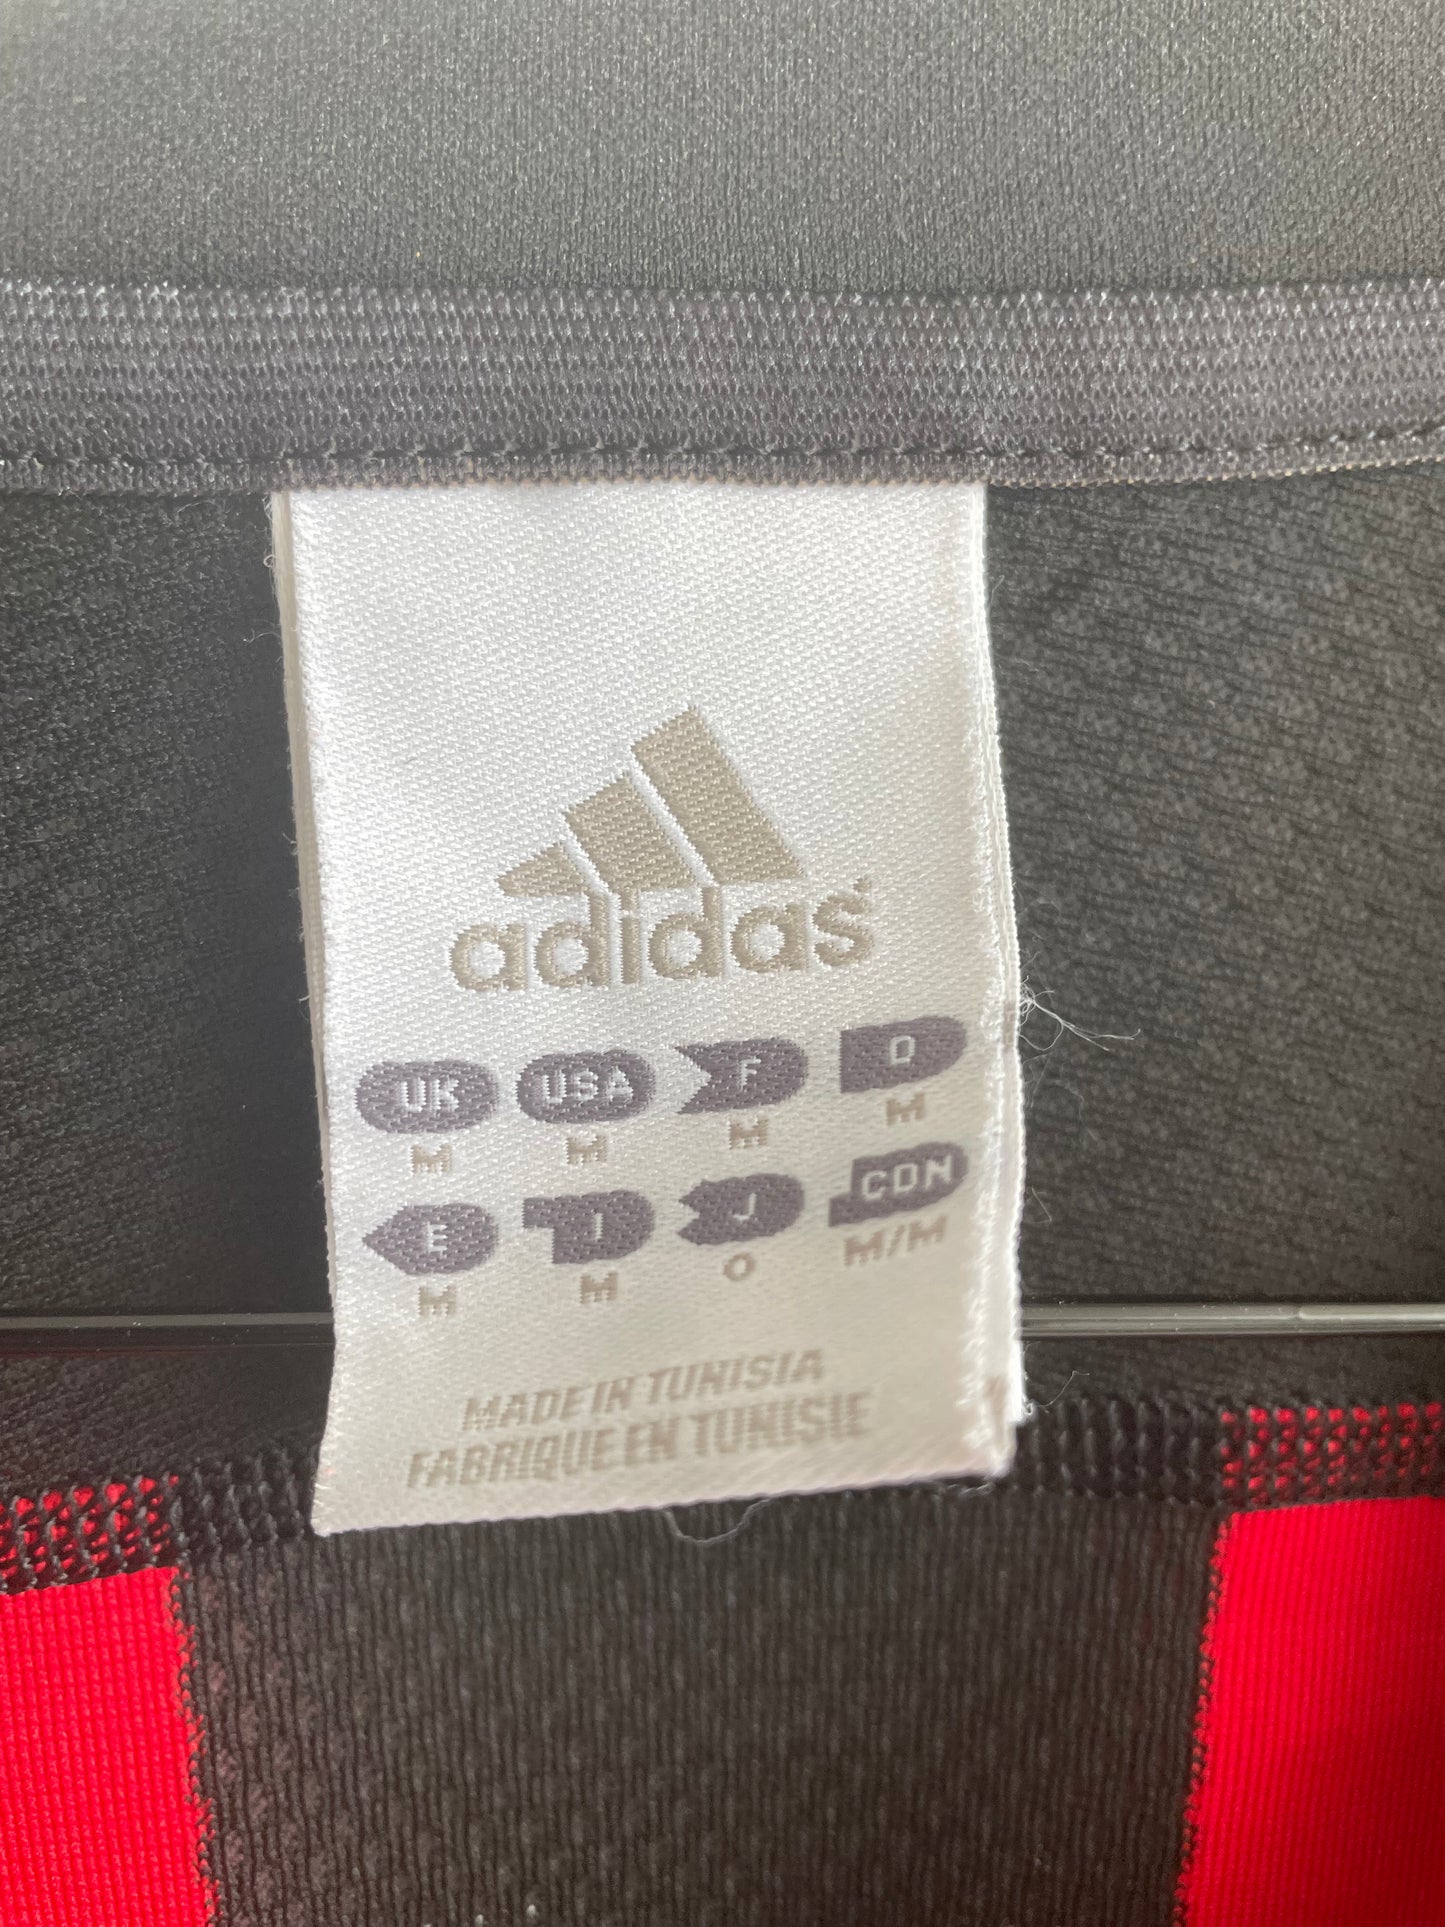 adidas®
UK USA F D
M M M M
E I J CDN
M M O M/M
MADE IN TUNISIA
FABRIQUE EN TUNISIE